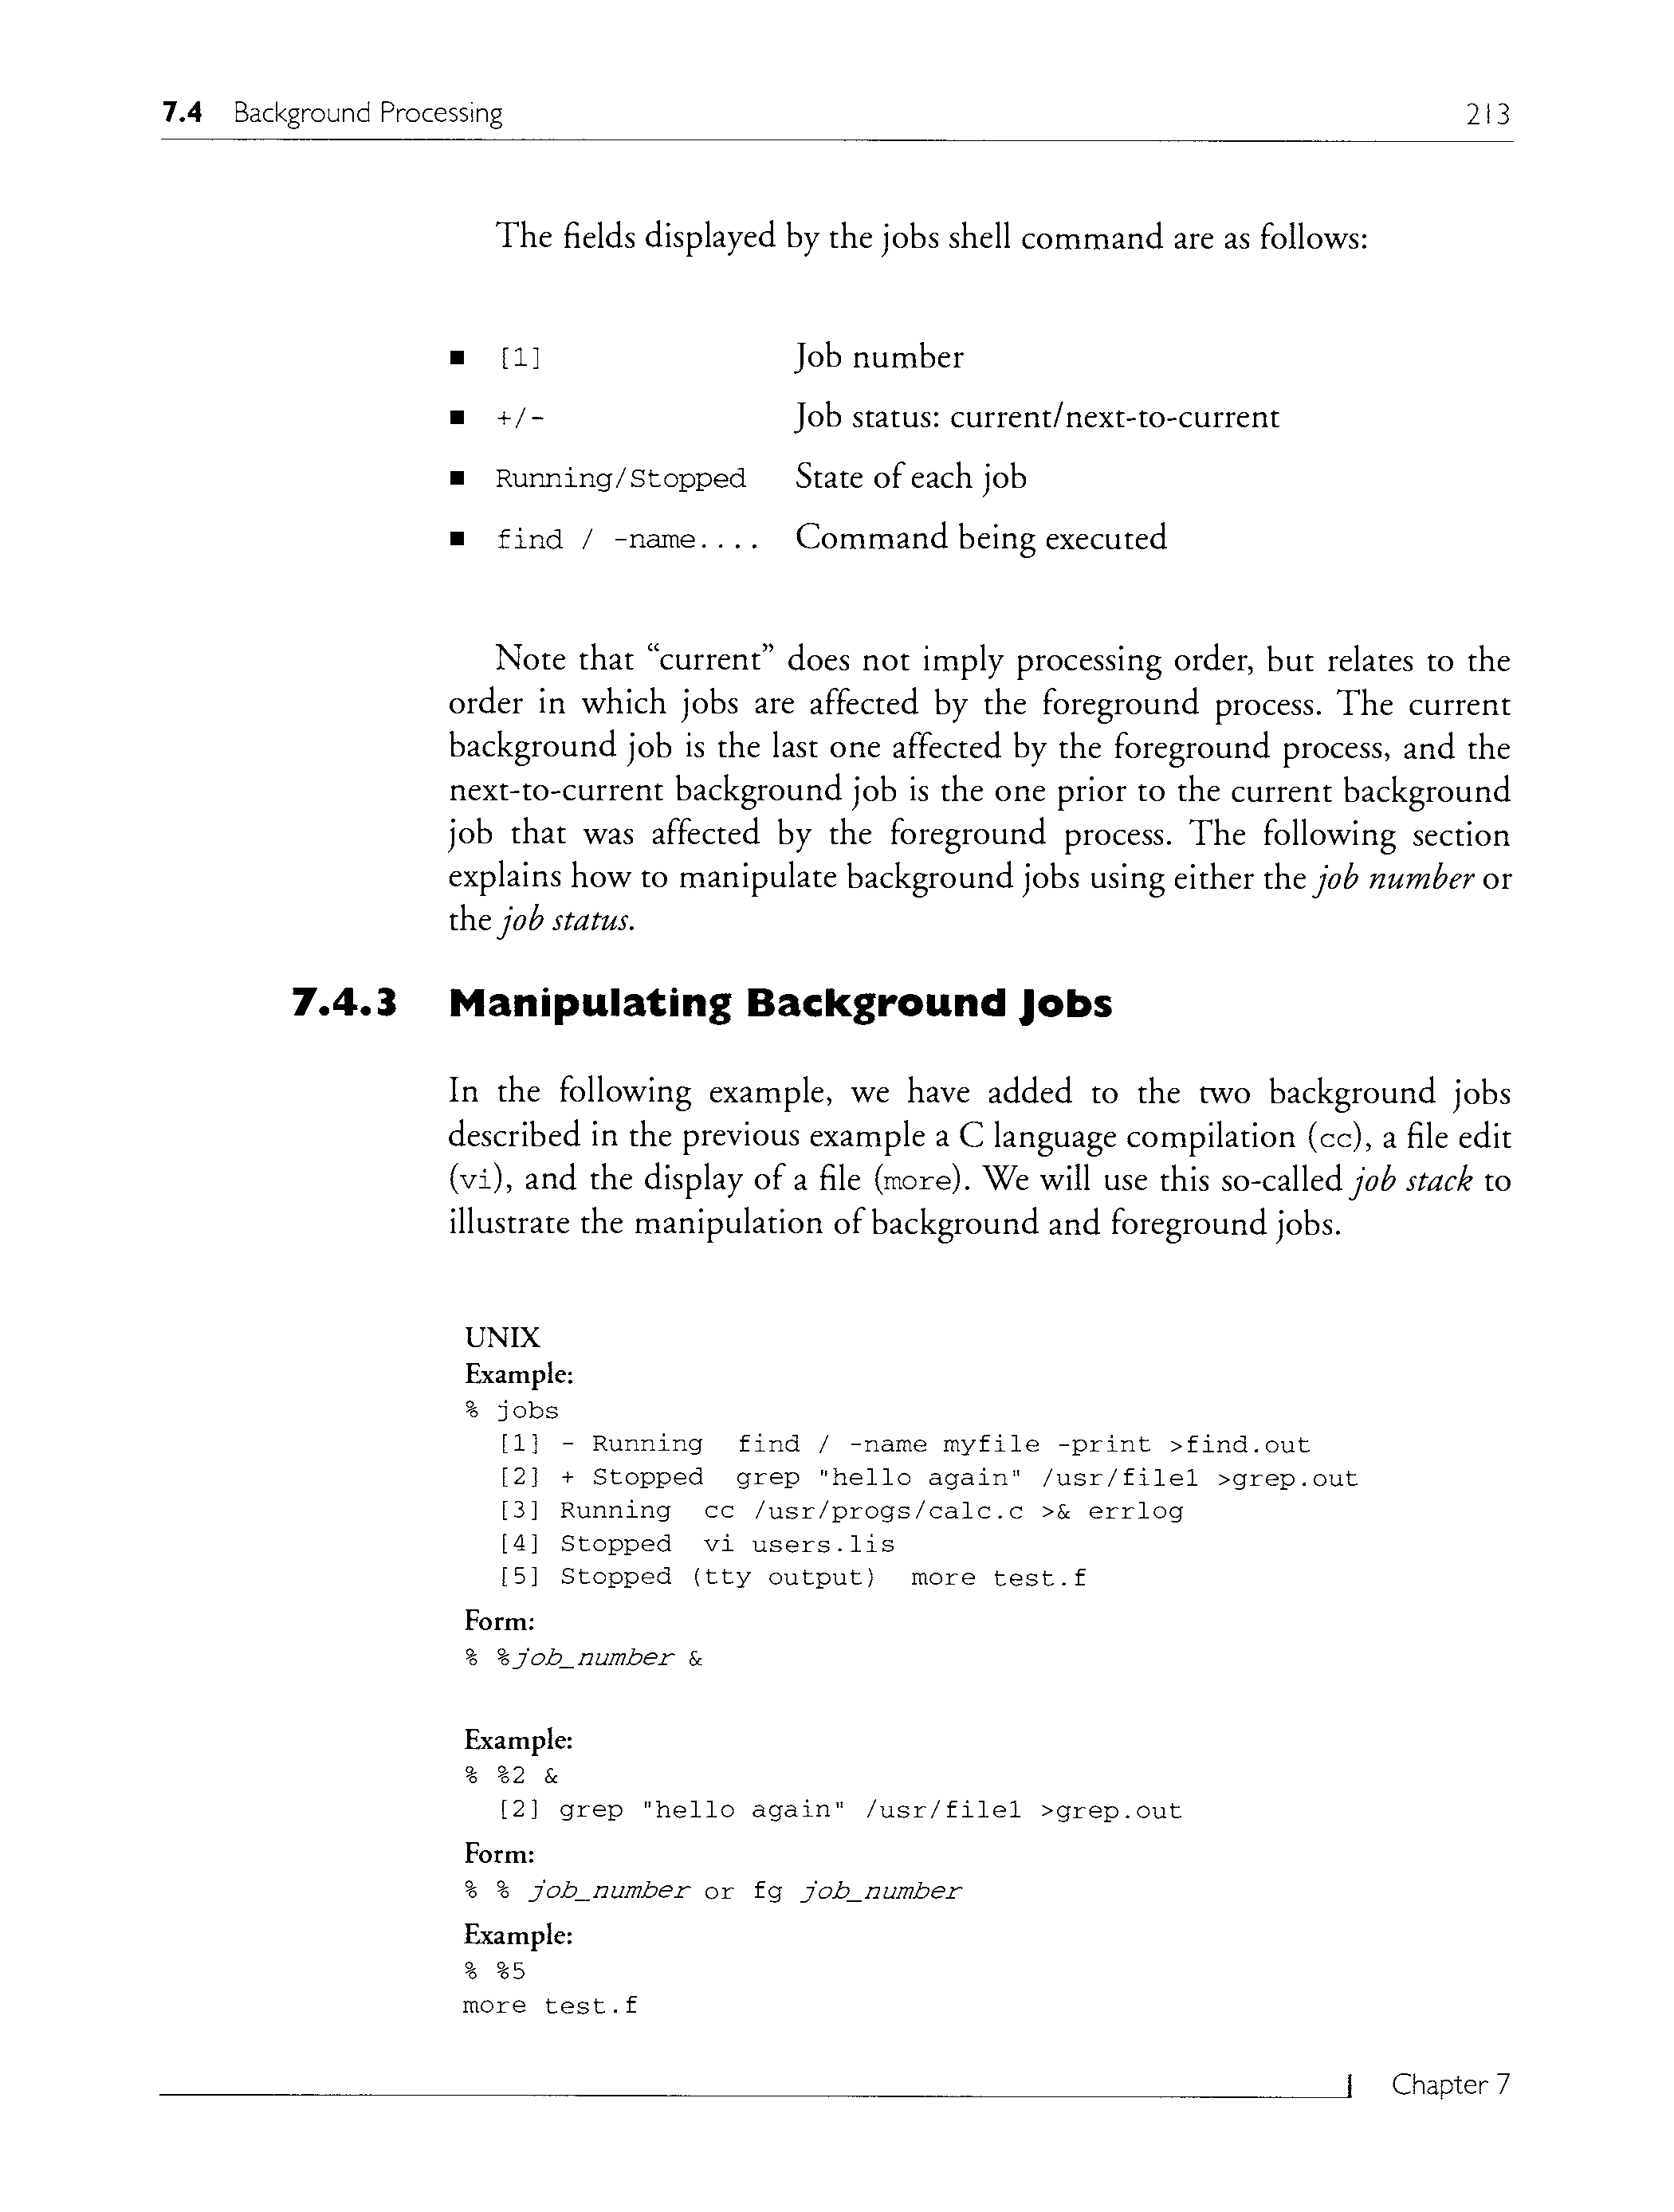 7.4 Background Processing 213
The fields displayed by the jobs shell command are as follows:
■ [1] Job number
■ +/- Job status: current/next-to-current
■ Running/Stopped State of each job
■ find / -name.... Command being executed
Note that “current” does not imply processing order, but relates to the
order in which jobs are affected by the foreground process. The current
background job is the last one affected by the foreground process, and the
next-to-current background job is the one prior to the current background
job that was affected by the foreground process. The following section
explains how to manipulate background jobs using either the job number or
the job status.
7.4.3 Manipulating Background Jobs
In the following example, we have added to the two background jobs
described in the previous example a C language compilation (cc), a file edit
(vi), and the display of a file (more). We will use this so-called job stack to
illustrate the manipulation of background and foreground jobs.
UNIX
Example:
% jobs
[1] - Running find / -name myfile -print >find.out
[2] + Stopped grep "hello again" /usr/file1 >grep.out
[3] Running cc /usr/progs/calc.c >& errlog
[4] Stopped vi users.lis
[5] Stopped (tty output) more test.f
Form:
% %job_number &
Example:
% %2 &
[2] grep "hello again" /usr/file1 >grep.out
Form:
% % job_number or fg job_number
Example:
% %5
more test.f
Chapter 7